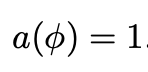 a(ϕ) = 1.